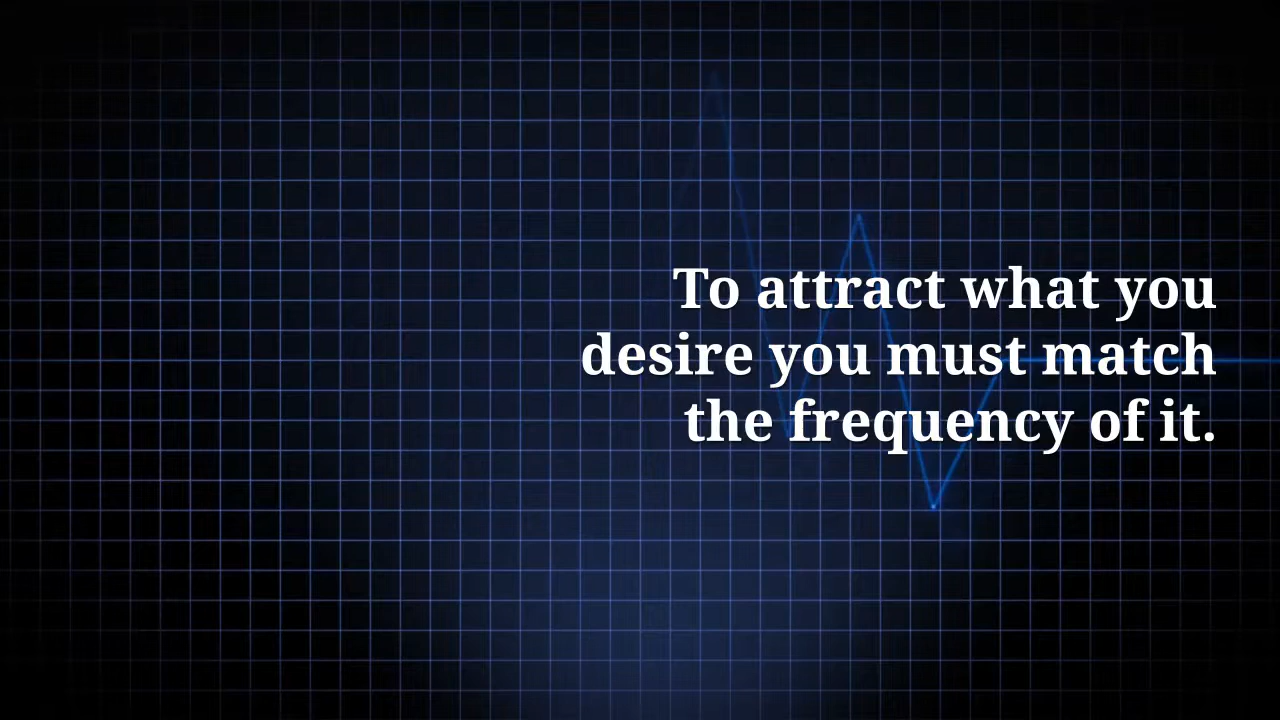 To attract what you
desire you must match
the frequency of it.